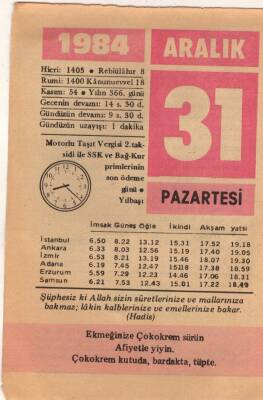 1984
ARALIK
31
PAZARTESİ
Hicri: 1405 • Rebiülâhır 8
Rumi: 1400 Kânunuevvel 18
Kasım: 54 • Yılın 366. günü
Gecenin devamı: 14 s. 30 d.
Gündüzün devamı: 9 s. 30 d.
Gündüzün uzayışı: 1 dakika
Motorlu Taşıt Vergisi 2. tak-
sidi ile SSK ve Bağ-Kur
primlerinin
son ödeme
günü •
Yılbaşı
İmsak Güneş Öğle İkindi Akşam yatsı
İstanbul 6.50 8.22 13.12 15.31 17.52 19.18
Ankara 6.33 8.03 12.56 15.19 17.40 19.05
İzmir 6.53 8.21 13.19 15.46 18.07 19.30
Adana 6.19 7.45 12.47 15.18 17.38 18.59
Erzurum 5.59 7.29 12.23 14.46 17.06 18.31
Samsun 6.21 7.53 12.43 15.01 17.22 18.49
Şüphesiz ki Allah sizin sûretlerinize ve mallarınıza
bakmaz; lâkin kalblerinize ve emellerinize bakar.
(Hadis)
Ekmeğinize Çokokrem sürün
Afiyetle yiyin.
Çokokrem kutuda, bardakta, tüpte.